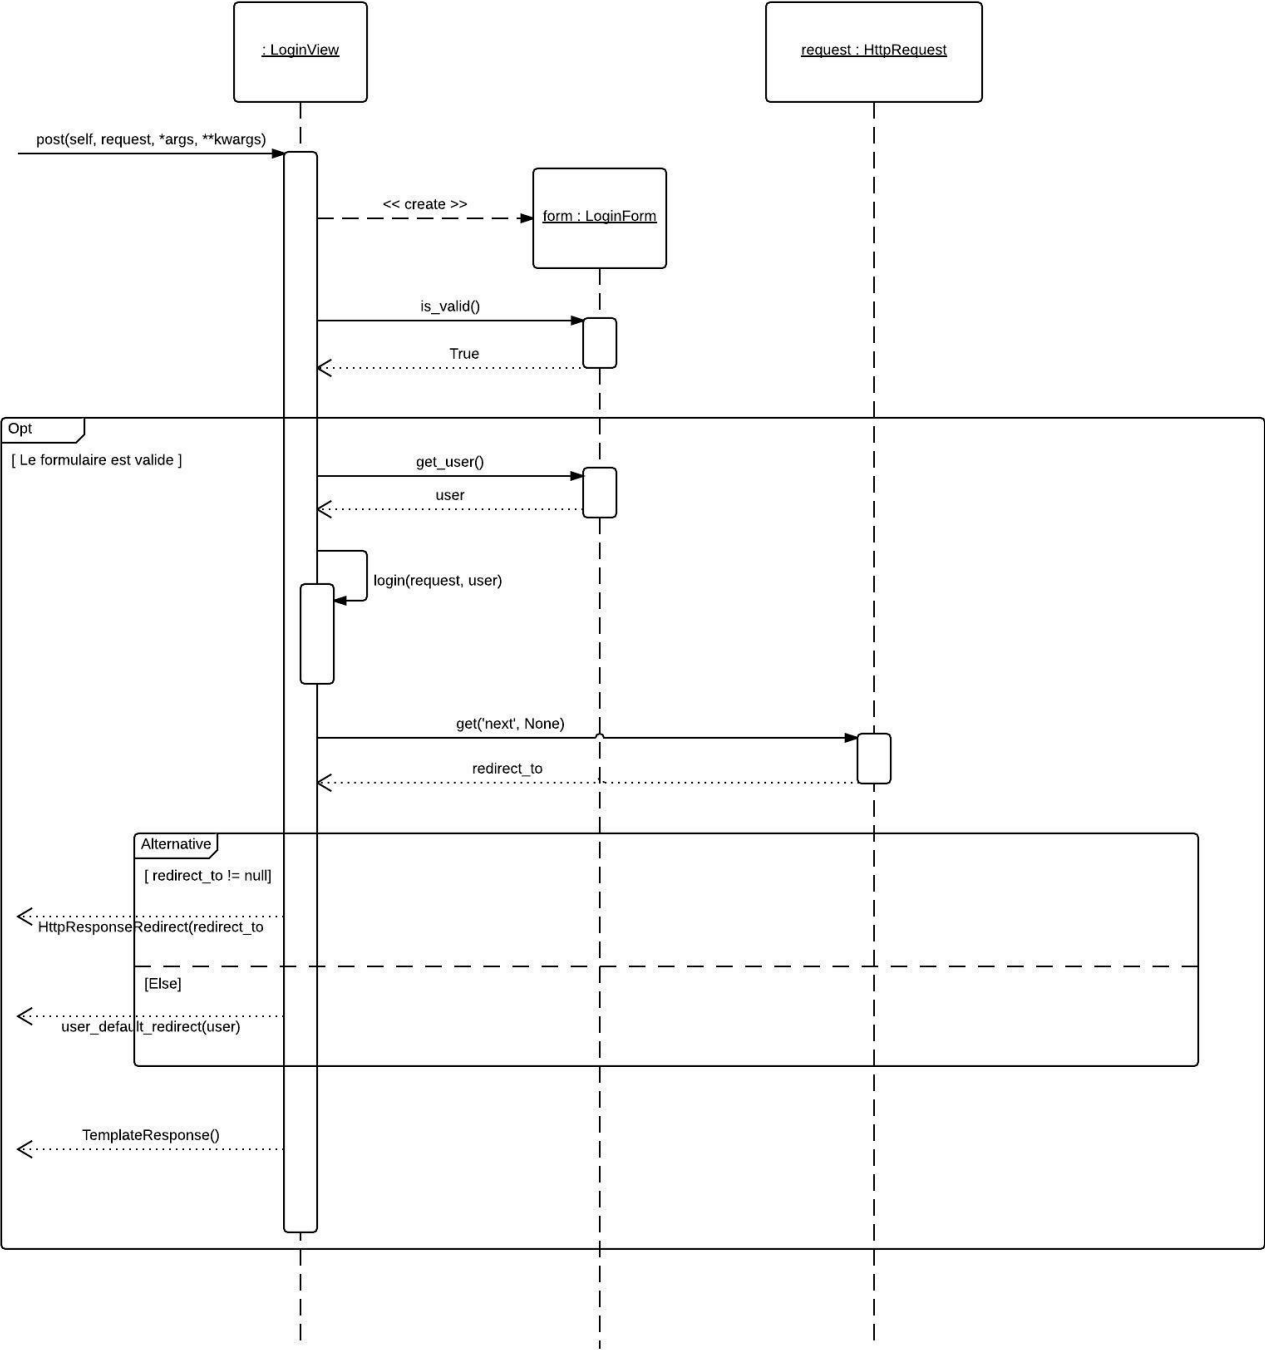 : LoginView
request : HttpRequest
post(self, request, *args, **kwargs)
<< create >>
form : LoginForm
is_valid()
True
Opt
[ Le formulaire est valide ]
get_user()
user
login(request, user)
get('next', None)
redirect_to
Alternative
[ redirect_to != null]
HttpResponseRedirect(redirect_to
[Else]
user_default_redirect(user)
TemplateResponse()